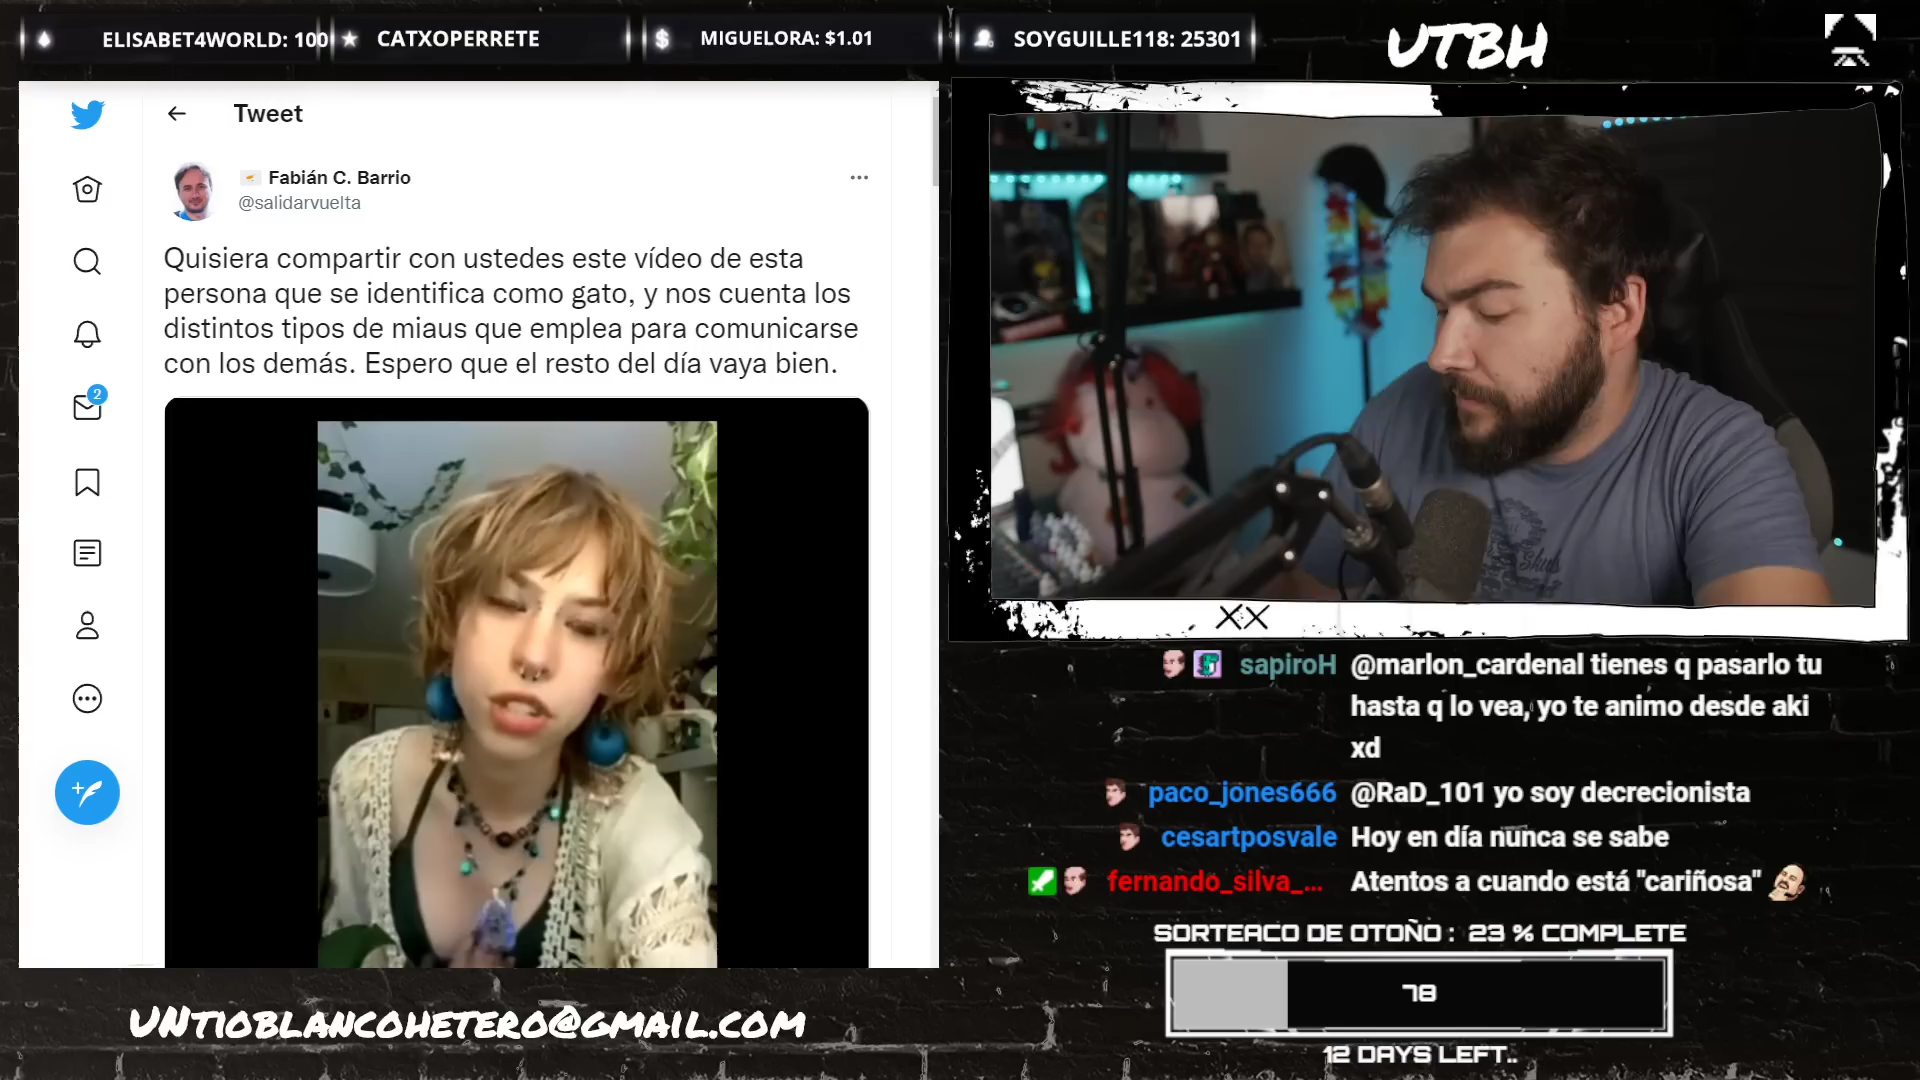 ELISABET4WORLD: 100
CATXOPERRETE
MIGUELORA: $1.01
SOYGUILLE118: 25301
UTBH
Tweet
Fabián C. Barrio
@salidarvuelta
Quisiera compartir con ustedes este vídeo de esta
persona que se identifica como gato, y nos cuenta los
distintos tipos de miaus que emplea para comunicarse
con los demás. Espero que el resto del día vaya bien.
2
XX
sapiroH @marlon_cardenal tienes q pasarlo tu
hasta q lo vea, yo te animo desde aki
xd
paco_jones666 @RaD_101 yo soy decrecionista
cesartposvale Hoy en día nunca se sabe
fernando_silva_... Atentos a cuando está "cariñosa"
SORTEACO DE OTOÑO : 23 % COMPLETE
78
12 DAYS LEFT..
UNTIOBLANCOHETERO@GMAIL.COM